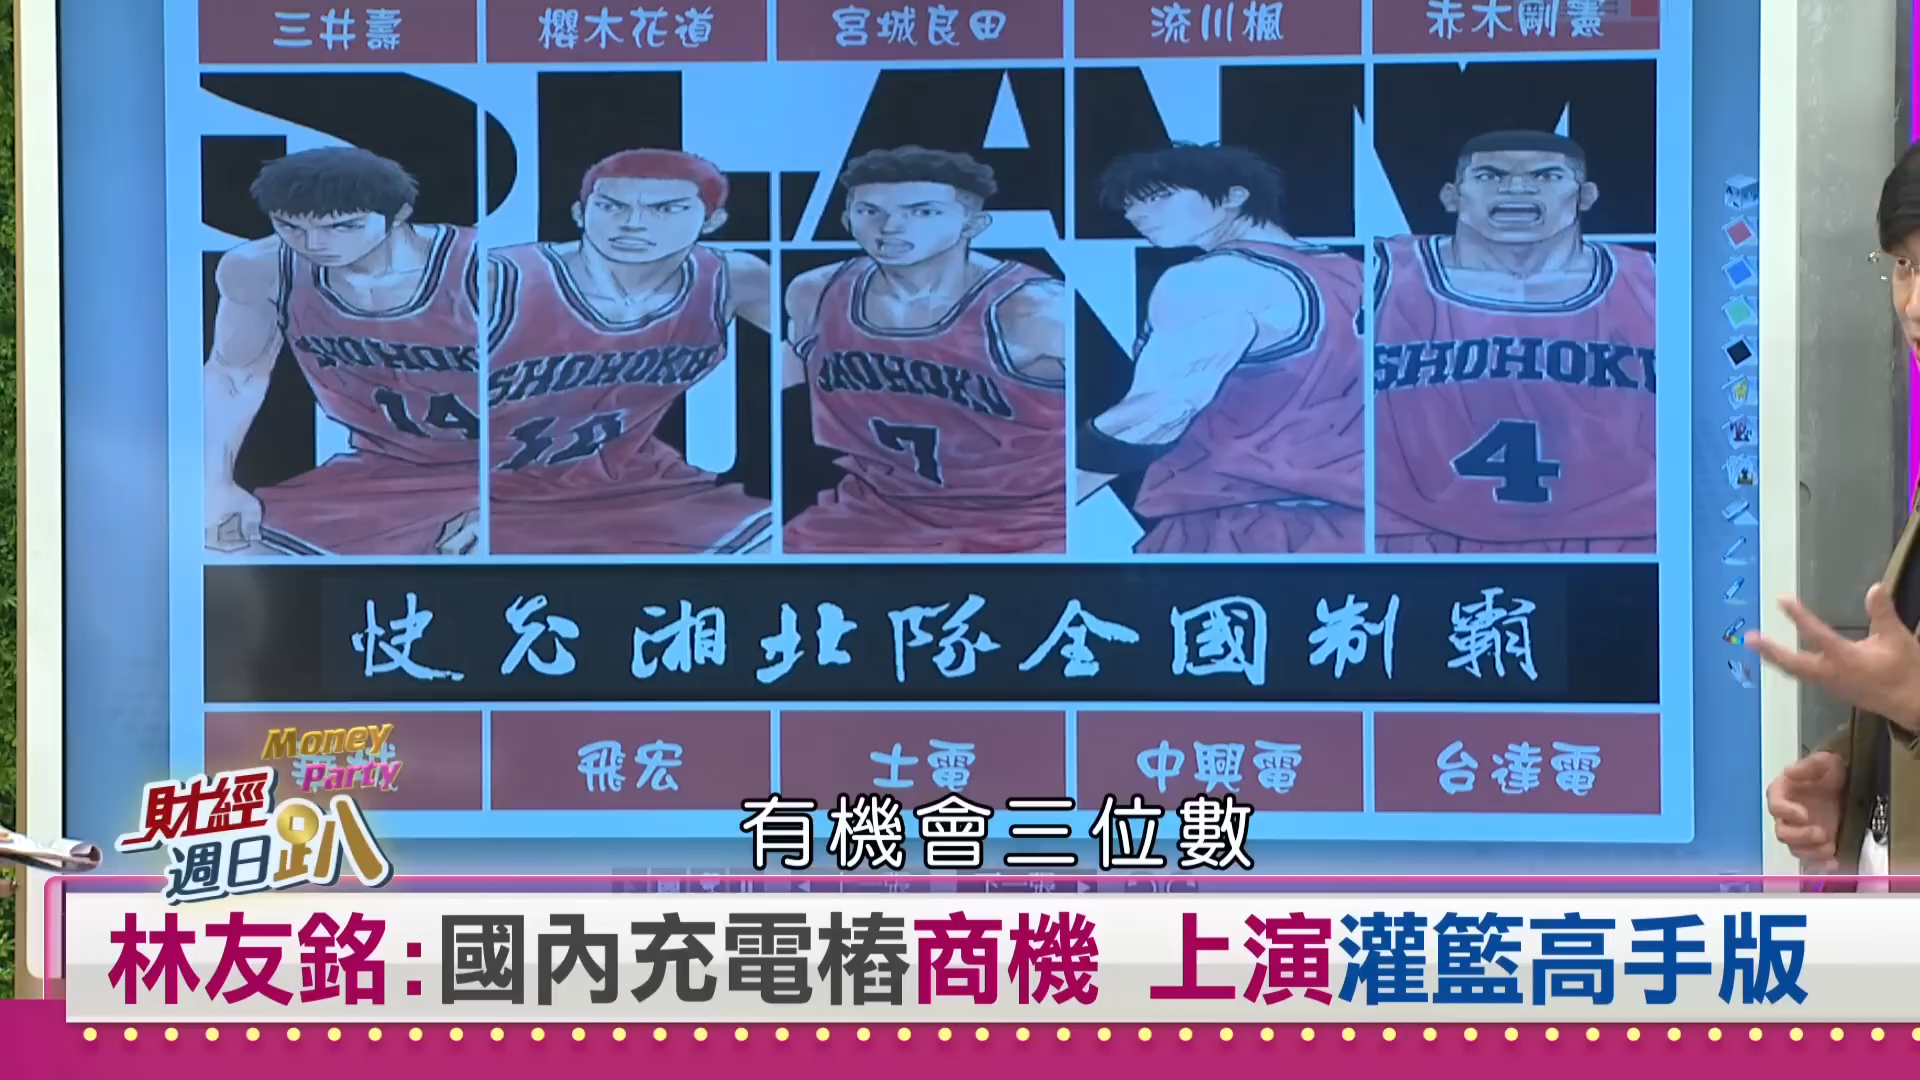 三井壽 櫻木花道 宮城良田 流川楓 赤木剛憲
SLAM
SHOHOKU SHOHOKU SHOHOKU SHOHOKU
14 10 7 4
快充湘北隊全國制霸
飛宏 士電 中興電 台達電
Money Party
財經週日趴
有機會三位數
林友銘:國內充電樁商機 上演灌籃高手版